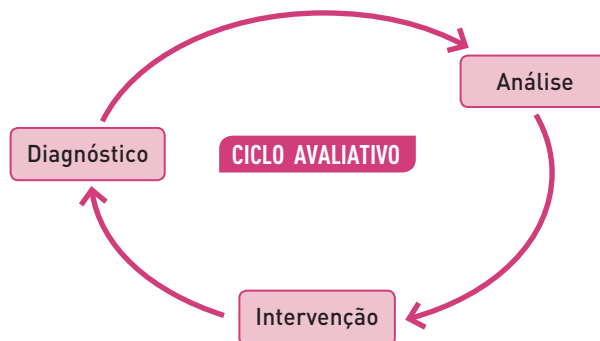 Análise
Diagnóstico
CICLO AVALIATIVO
Intervenção